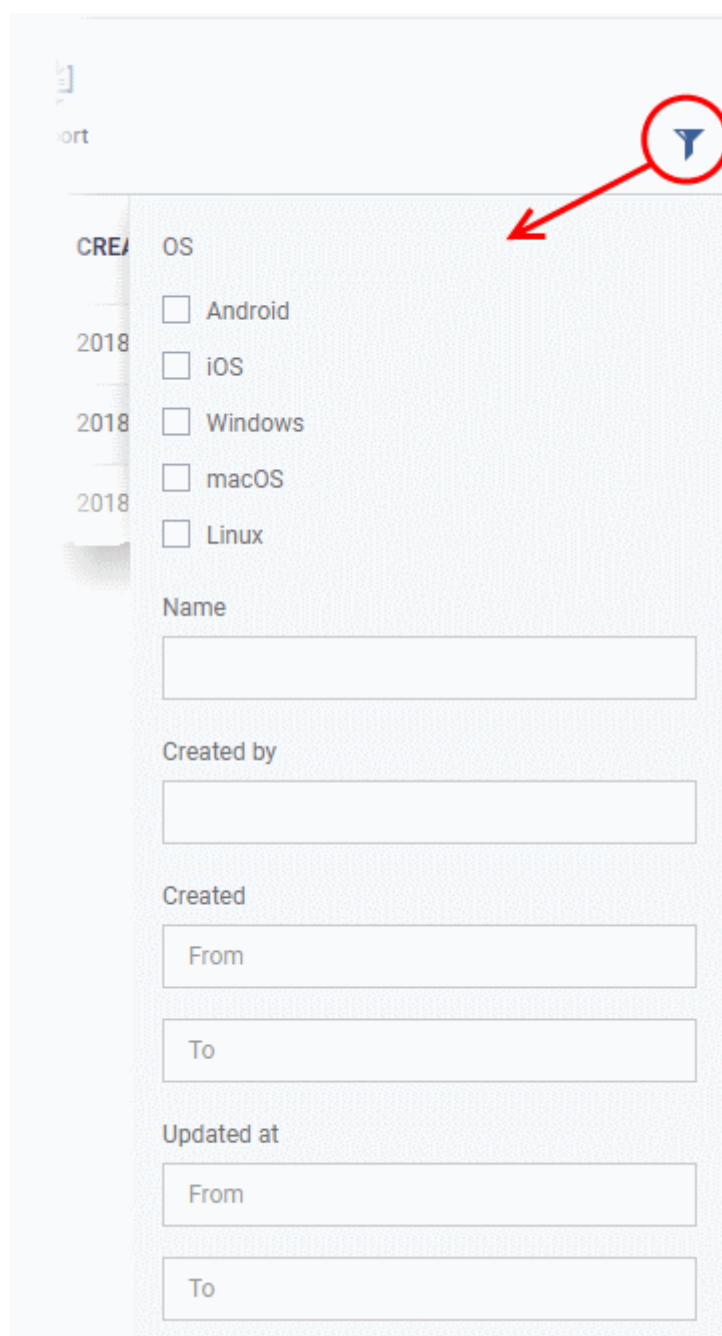 ort
CREA
OS
Android
2018
iOS
2018
Windows
macOS
2018
Linux
Name
Created by
Created
From
To
Updated at
From
To